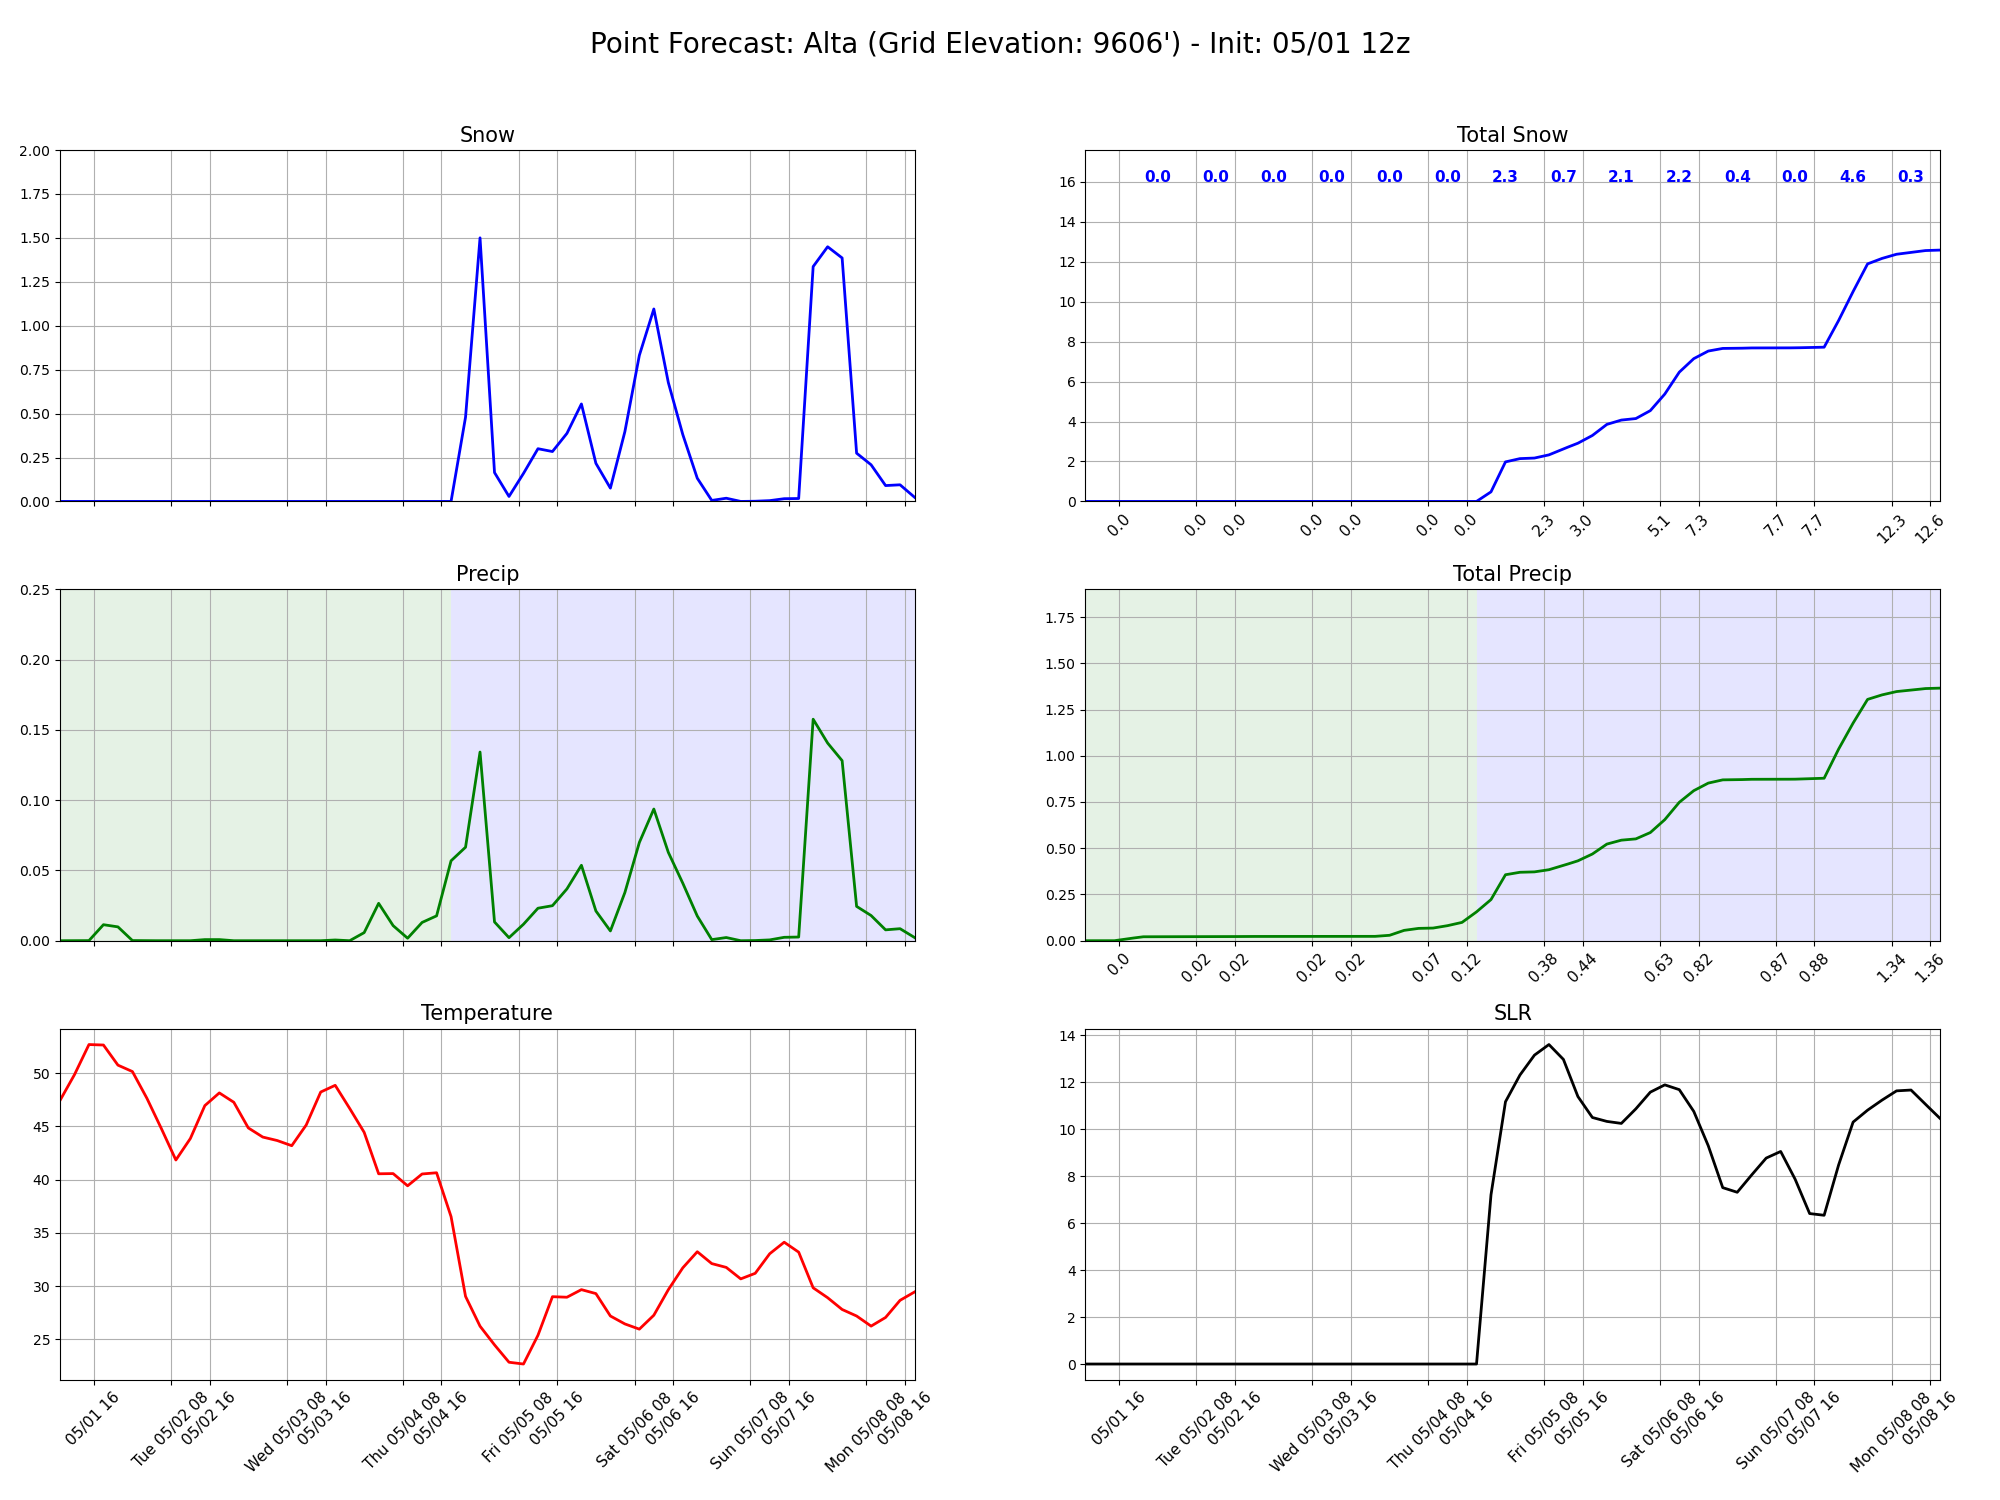 Point Forecast: Alta (Grid Elevation: 9606') - Init: 05/01 12z
Snow
2.00
1.75
1.50
1.25
1.00
0.75
0.50
0.25
0.00
Total Snow
16
14
12
10
8
6
4
2
0
0.0 0.0 0.0 0.0 0.0 0.0 2.3 0.7 2.1 2.2 0.4 0.0 4.6 0.3
0.0 0.0 0.0 0.0 0.0 0.0 0.0 2.3 3.0 5.1 7.3 7.7 7.7 12.3 12.6
Precip
0.25
0.20
0.15
0.10
0.05
0.00
Total Precip
1.75
1.50
1.25
1.00
0.75
0.50
0.25
0.00
0.0 0.02 0.02 0.02 0.02 0.07 0.12 0.38 0.44 0.63 0.82 0.87 0.88 1.34 1.36
Temperature
50
45
40
35
30
25
05/01 16
Tue 05/02 08
05/02 16
Wed 05/03 08
05/03 16
Thu 05/04 08
05/04 16
Fri 05/05 08
05/05 16
Sat 05/06 08
05/06 16
Sun 05/07 08
05/07 16
Mon 05/08 08
05/08 16
SLR
14
12
10
8
6
4
2
0
05/01 16
Tue 05/02 08
05/02 16
Wed 05/03 08
05/03 16
Thu 05/04 08
05/04 16
Fri 05/05 08
05/05 16
Sat 05/06 08
05/06 16
Sun 05/07 08
05/07 16
Mon 05/08 08
05/08 16